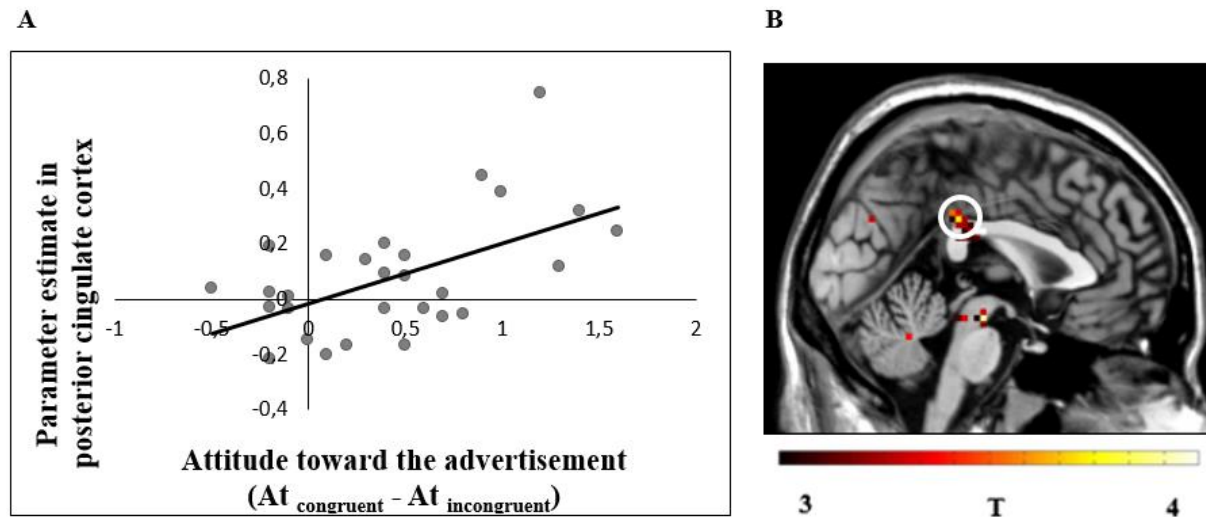 A
B
Parameter estimate in
posterior cingulate cortex
0,8
0,6
0,4
0,2
0
-0,2
-0,4
-1
-0,5
0
0,5
1
1,5
2
Attitude toward the advertisement
(At congruent - At incongruent)
3
T
4